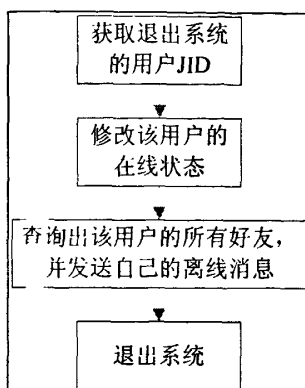 获取退出系统
的用户JID
修改该用户的
在线状态
查询出该用户的所有好友，
并发送自己的离线消息
退出系统